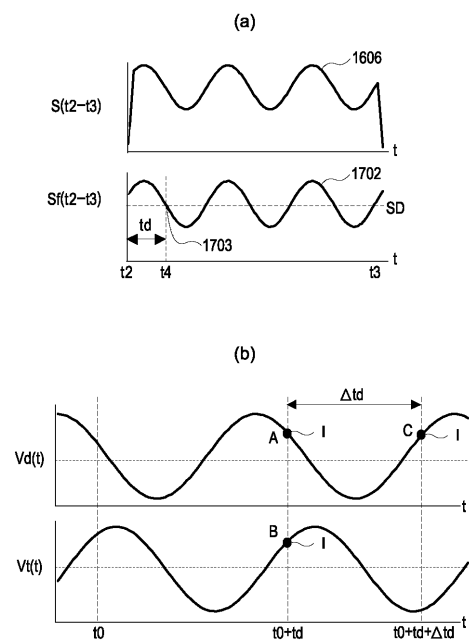 (a)
1606
S(t2−t3)
t
Sf(t2−t3)
1702
SD
td
1703
t2 t4 t3
t
(b)
Δtd
A I C I
Vd(t)
t
B I
Vt(t)
t
t0 t0+td t0+td+Δtd